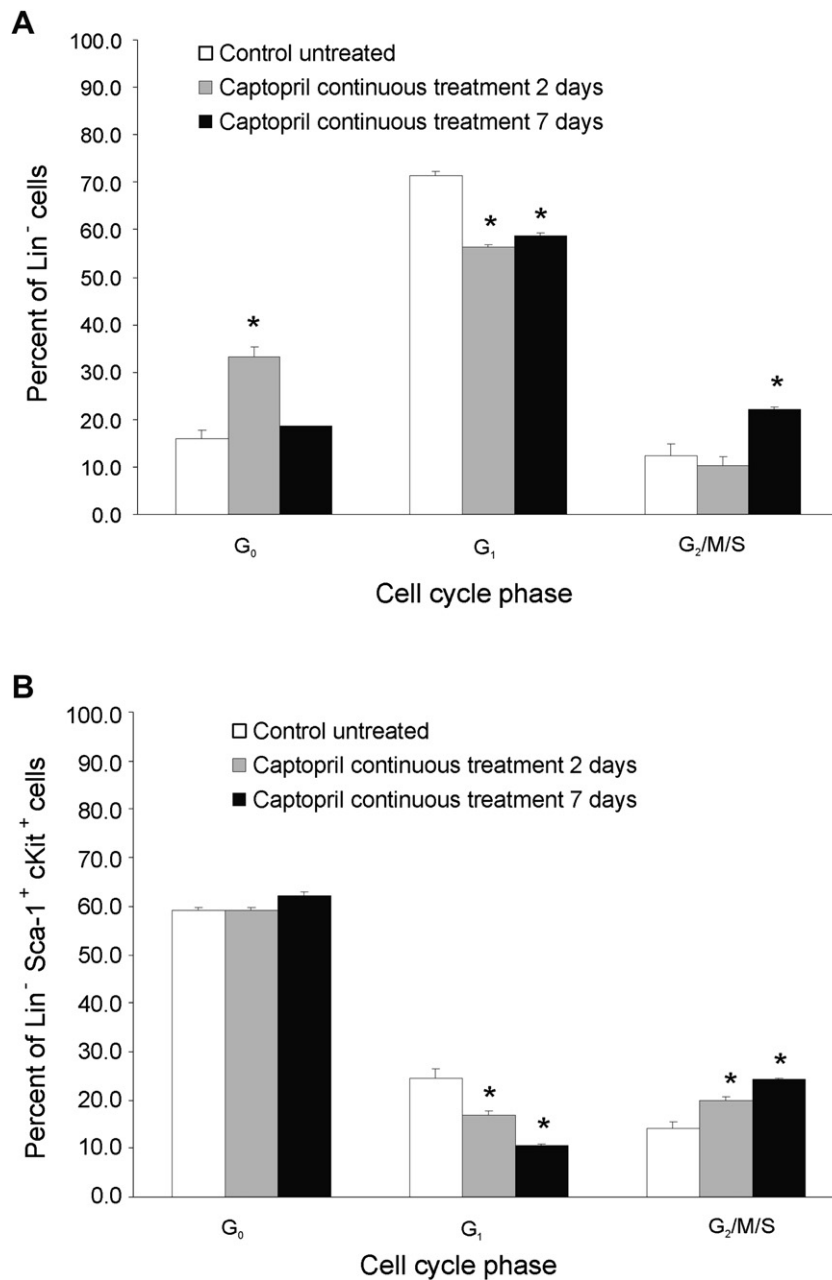 A
100.0
90.0
80.0
70.0
60.0
50.0
40.0
30.0
20.0
10.0
0.0
Percent of Lin⁻ cells
Control untreated
Captopril continuous treatment 2 days
Captopril continuous treatment 7 days
*
* *
*
G₀ G₁ G₂/M/S
Cell cycle phase
B
100.0
90.0
80.0
70.0
60.0
50.0
40.0
30.0
20.0
10.0
0.0
Percent of Lin⁻ Sca-1⁺ cKit⁺ cells
Control untreated
Captopril continuous treatment 2 days
Captopril continuous treatment 7 days
* *
* *
G₀ G₁ G₂/M/S
Cell cycle phase